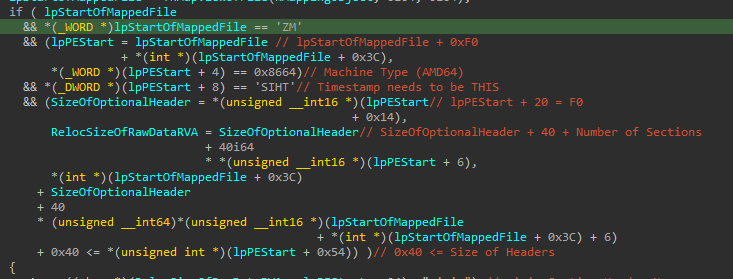 if ( lpStartOfMappedFile
&& *(_WORD *)lpStartOfMappedFile == 'ZM'
&& (lpPEStart = lpStartOfMappedFile // lpStartOfMappedFile + 0xF0
+ *(int *)(lpStartOfMappedFile + 0x3C),
*(_WORD *)(lpPEStart + 4) == 0x8664)// Machine Type (AMD64)
&& *(_DWORD *)(lpPEStart + 8) == 'SIHT'// Timestamp needs to be THIS
&& (SizeOfOptionalHeader = *(unsigned __int16 *)(lpPEStart// lpPEStart + 20 = F0
+ 0x14),
RelocSizeOfRawDataRVA = SizeOfOptionalHeader// SizeOfOptionalHeader + 40 + Number of Sections
+ 40i64
* *(unsigned __int16 *)(lpPEStart + 6),
*(int *)(lpStartOfMappedFile + 0x3C)
+ SizeOfOptionalHeader
+ 40
* (unsigned __int64)*(unsigned __int16 *)(lpStartOfMappedFile
+ *(int *)(lpStartOfMappedFile + 0x3C) + 6)
+ 0x40 <= *(unsigned int *)(lpPEStart + 0x54)) )// 0x40 <= Size of Headers
{